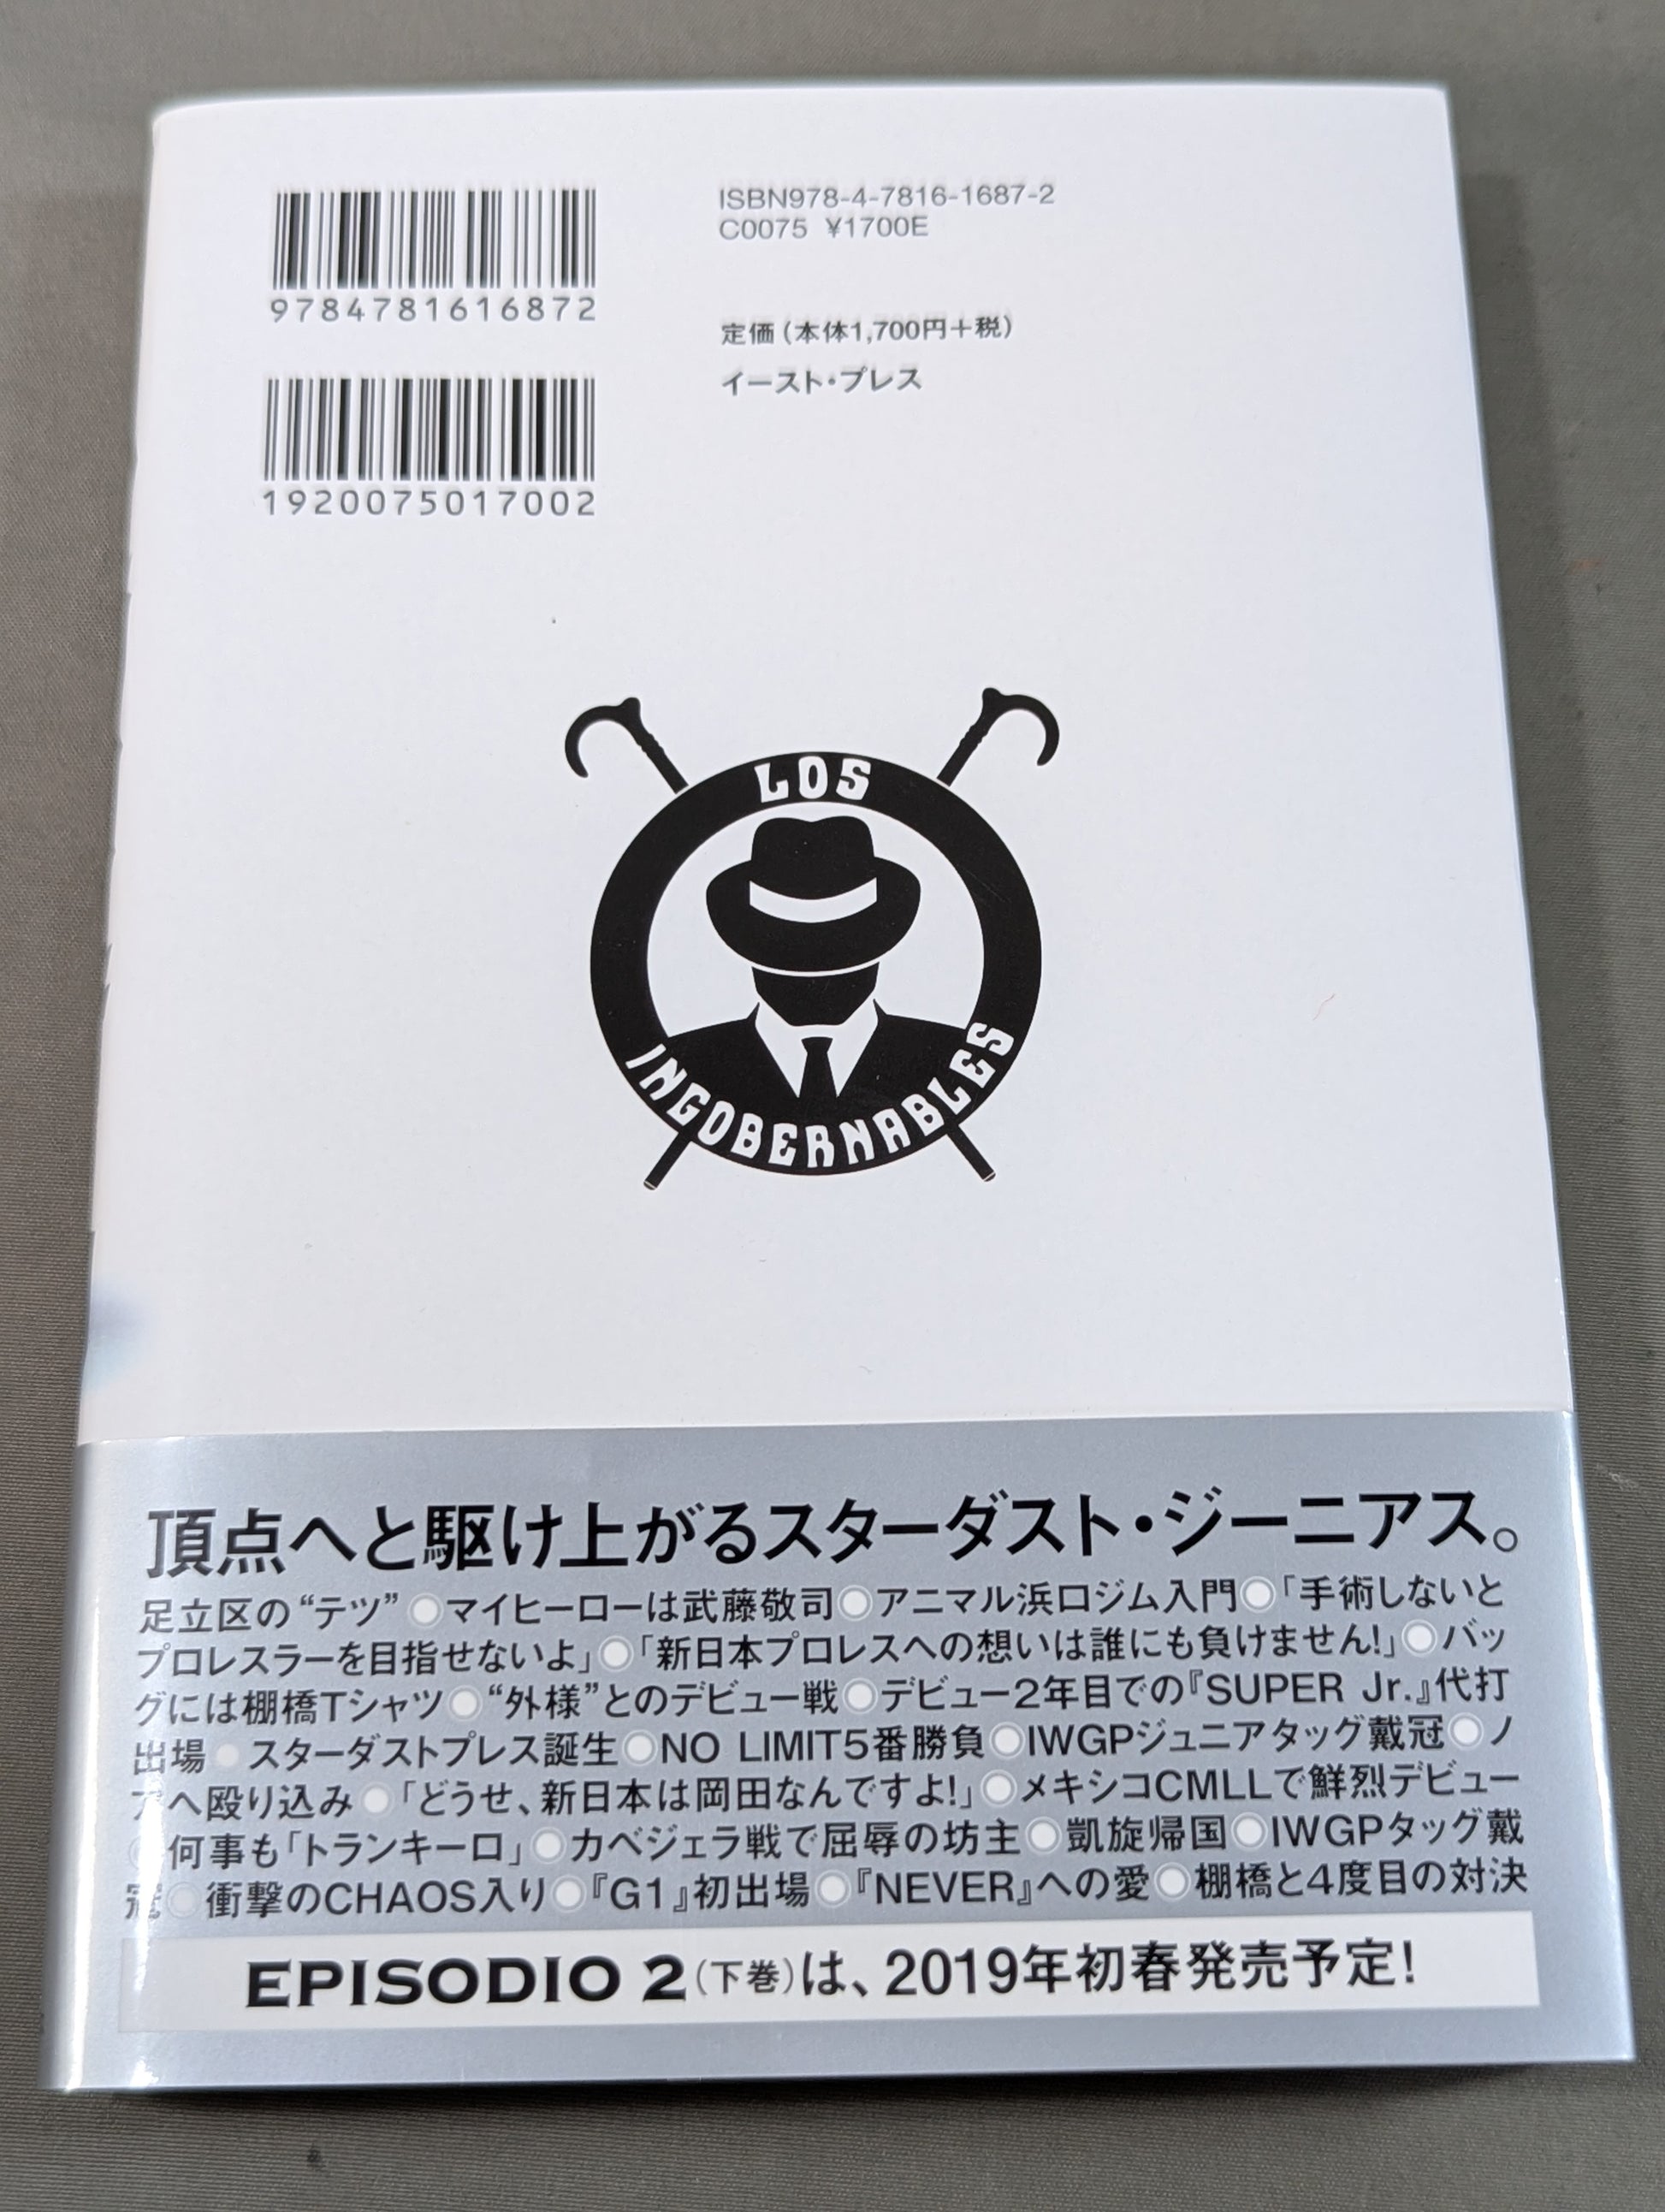 9784781616872
ISBN978-4-7816-1687-2
C0075 ¥1700E
1920075017002
定価(本体1,700円+税)
イースト・プレス
LOS
INGOBERNABLES
頂点へと駆け上がるスターダスト・ジーニアス。
足立区の“テツ”●マイヒーローは武藤敬司●アニマル浜口ジム入門●「手術しないと
プロレスラーを目指せないよ」●「新日本プロレスへの想いは誰にも負けません!」●バッ
グには棚橋Tシャツ●“外様”とのデビュー戦●デビュー2年目での『SUPER Jr.』代打
出場●スターダストプレス誕生●NO LIMIT5番勝負●IWGPジュニアタッグ戴冠●ノ
アへ殴り込み●「どうせ、新日本は岡田なんですよ!」●メキシコCMLLで鮮烈デビュー
●何事も「トランキーロ」●カベジェラ戦で屈辱の坊主●凱旋帰国●IWGPタッグ戴
冠●衝撃のCHAOS入り●『G1』初出場●『NEVER』への愛●棚橋と4度目の対決
EPISODIO 2(下巻)は、2019年初春発売予定!